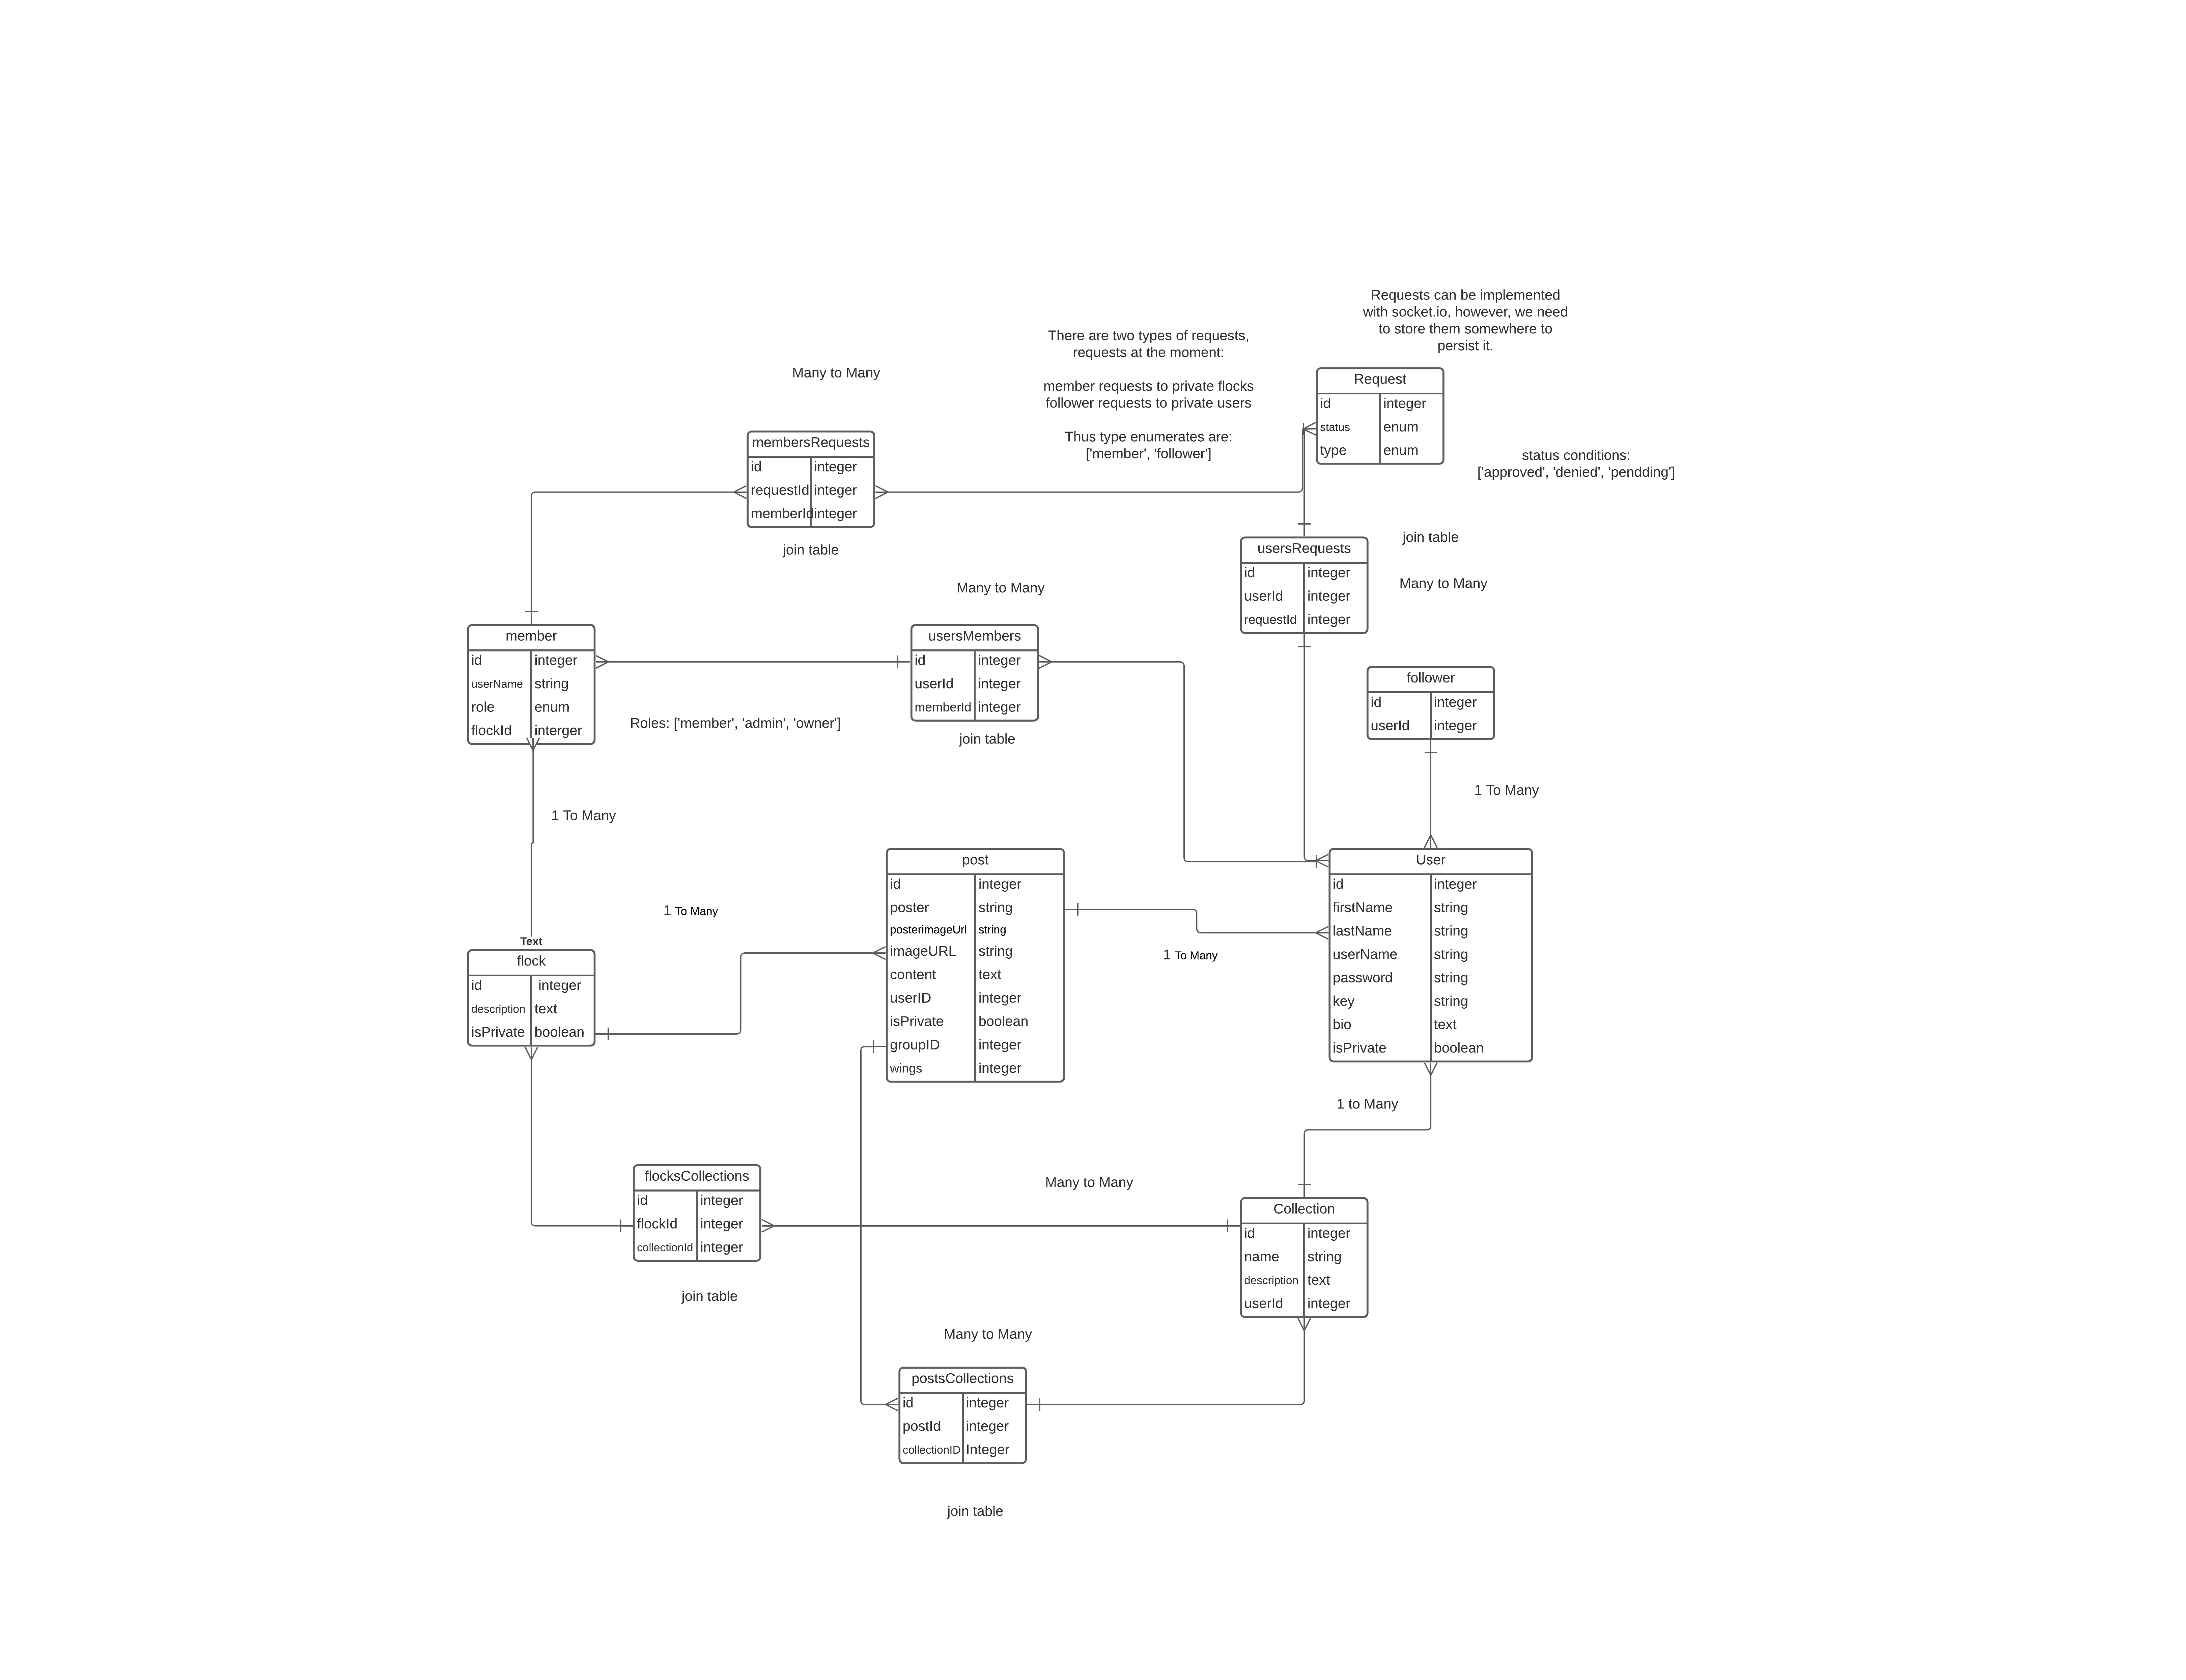 Requests can be implemented
with socket.io, however, we need
to store them somewhere to
persist it.
There are two types of requests,
requests at the moment:
member requests to private flocks
follower requests to private users
Thus type enumerates are:
['member', 'follower']
Many to Many
Request
id integer
status enum
type enum
status conditions:
['approved', 'denied', 'pendding']
membersRequests
id integer
requestId integer
memberId integer
join table
usersRequests
id integer
userId integer
requestId integer
join table
Many to Many
Many to Many
member
id integer
userName string
role enum
flockId interger
Roles: ['member', 'admin', 'owner']
usersMembers
id integer
userId integer
memberId integer
join table
follower
id integer
userId integer
1 To Many
1 To Many
post
id integer
poster string
posterimageUrl string
imageURL string
content text
userID integer
isPrivate boolean
groupID integer
wings integer
User
id integer
firstName string
lastName string
userName string
password string
key string
bio text
isPrivate boolean
1 To Many
1 To Many
Text
flock
id integer
description text
isPrivate boolean
1 to Many
flocksCollections
id integer
flockId integer
collectionId integer
join table
Many to Many
Collection
id integer
name string
description text
userId integer
Many to Many
postsCollections
id integer
postId integer
collectionID Integer
join table